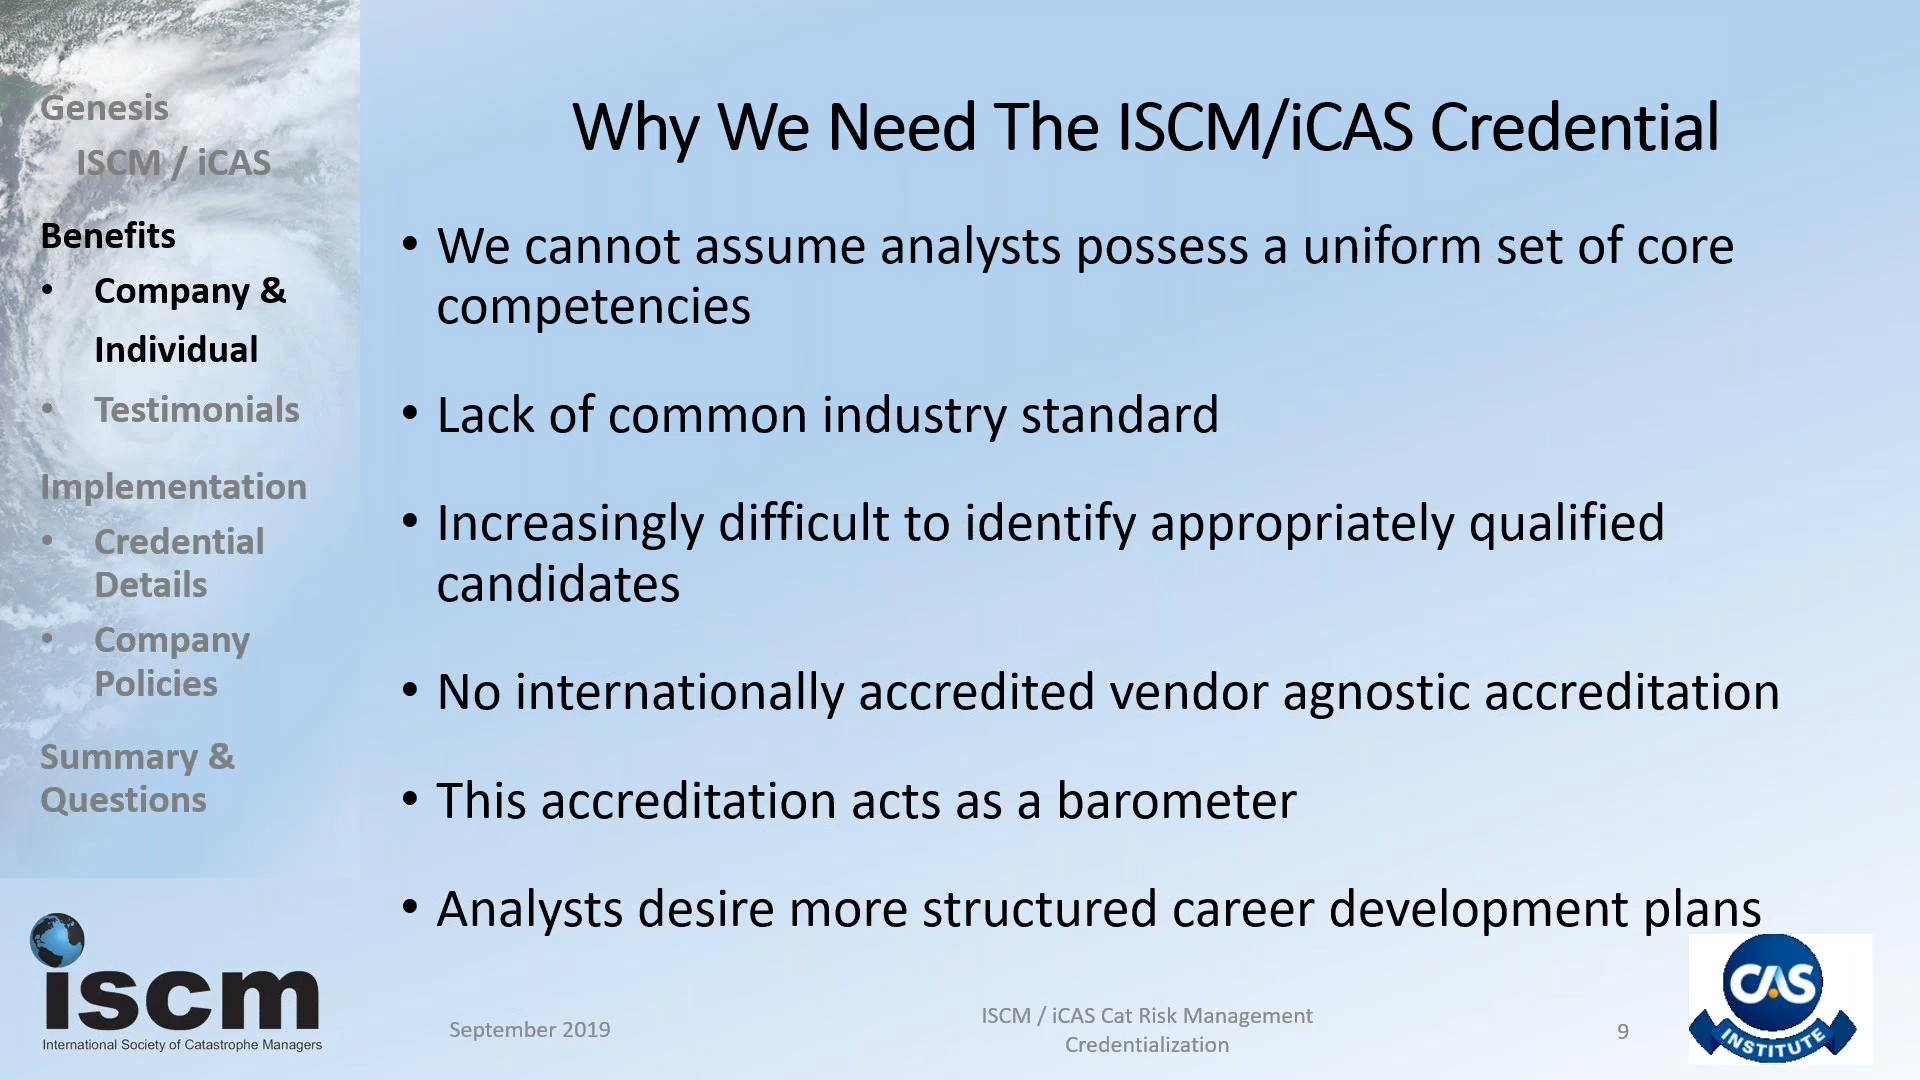 Genesis
ISCM / iCAS
Benefits
• Company &
Individual
• Testimonials
Implementation
• Credential
Details
• Company
Policies
Summary &
Questions
iscm
International Society of Catastrophe Managers
Why We Need The ISCM/iCAS Credential
• We cannot assume analysts possess a uniform set of core
competencies
• Lack of common industry standard
• Increasingly difficult to identify appropriately qualified
candidates
• No internationally accredited vendor agnostic accreditation
• This accreditation acts as a barometer
• Analysts desire more structured career development plans
September 2019
ISCM / iCAS Cat Risk Management
Credentialization
9
CAS
INSTITUTE